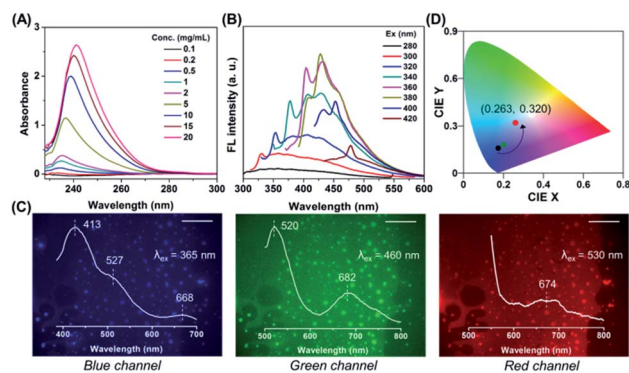 (A)
Conc. (mg/mL)
0.1
0.2
0.5
1
2
5
10
15
20
Absorbance
3
2
1
0
240
260
280
300
Wavelength (nm)
(B)
Ex (nm)
280
300
320
340
360
380
400
420
FL intensity (a. u.)
300 350 400 450 500 550 600
Wavelength (nm)
(D)
CIE Y
0.9
0.6
0.3
0.0
(0.263, 0.320)
0.0 0.2 0.4 0.6 0.8
CIE X
(C)
413
527
668
λex = 365 nm
400 500 600 700
Wavelength (nm)
Blue channel
520
682
λex = 460 nm
500 600 700 800
Wavelength (nm)
Green channel
674
λex = 530 nm
500 600 700 800
Wavelength (nm)
Red channel